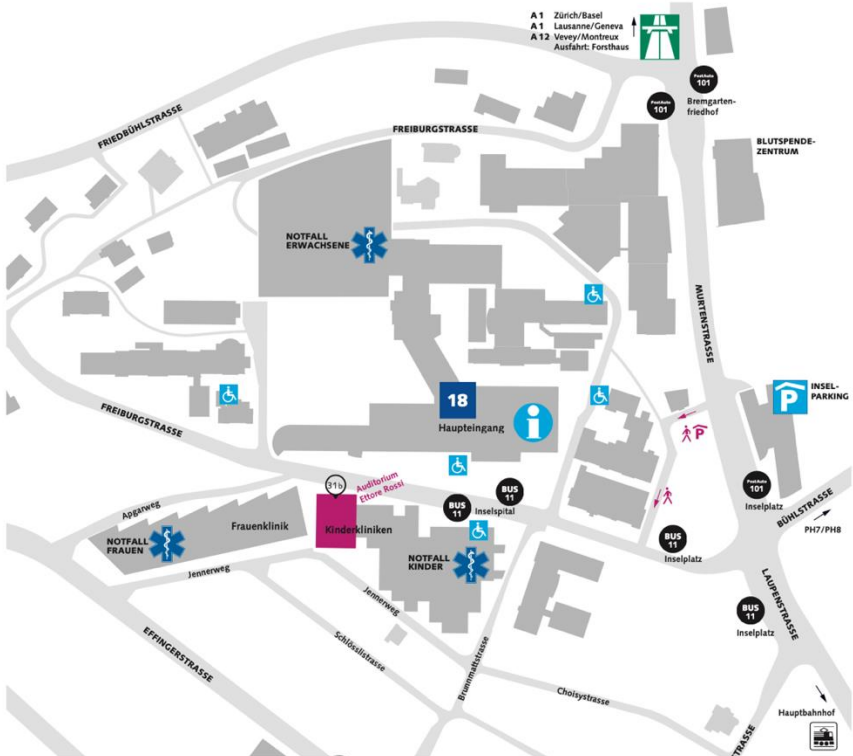 A 1 Zürich/Basel
A 1 Lausanne/Geneva
A 12 Vevey/Montreux
Ausfahrt: Forsthaus
PostAuto
101
PostAuto
101
Bremgarten-
friedhof
FRIEDBÜHLSTRASSE
FREIBURGSTRASSE
BLUTSPENDE-
ZENTRUM
NOTFALL
ERWACHSENE
MURTENSTRASSE
18
Haupteingang
i
P
INSEL-
PARKING
P
FREIBURGSTRASSE
31b
Auditorium
Ettore Rossi
Apgarweg
Frauenklinik
NOTFALL
FRAUEN
Kinderkliniken
BUS
11
BUS
11
Inselspital
NOTFALL
KINDER
PostAuto
101
Inselplatz
BÜHLSTRASSE
PH7/PH8
BUS
11
Inselplatz
LAUPENSTRASSE
BUS
11
Inselplatz
Jennerweg
Jennerweg
EFFINGERSTRASSE
Schlösslistrasse
Brunnmattstrasse
Choisystrasse
Hauptbahnhof
STRASSE